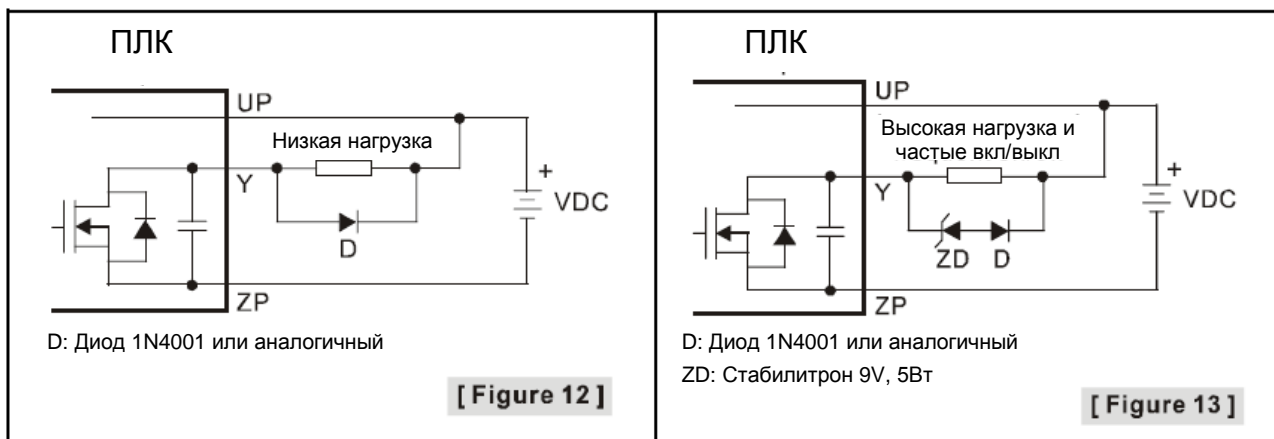 ПЛК
UP
Низкая нагрузка
Y
+
VDC
D
ZP
D: Диод 1N4001 или аналогичный
[ Figure 12 ]
ПЛК
UP
Высокая нагрузка и
частые вкл/выкл
Y
+
VDC
ZD D
ZP
D: Диод 1N4001 или аналогичный
ZD: Стабилитрон 9V, 5Вт
[ Figure 13 ]